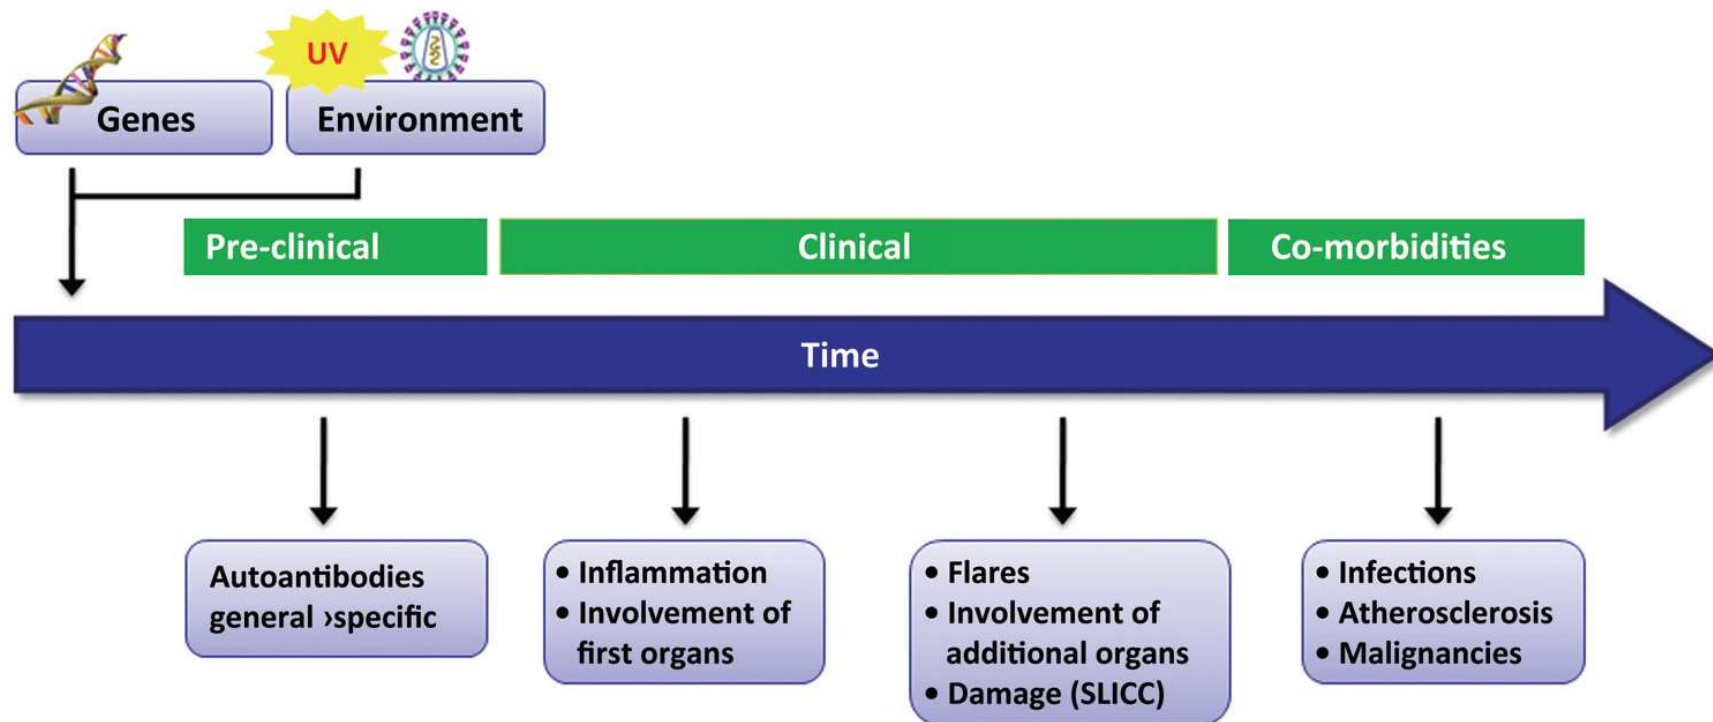 UV
Genes
Environment
Pre-clinical
Clinical
Co-morbidities
Time
Autoantibodies
general ›specific
• Inflammation
• Involvement of
first organs
• Flares
• Involvement of
additional organs
• Damage (SLICC)
• Infections
• Atherosclerosis
• Malignancies